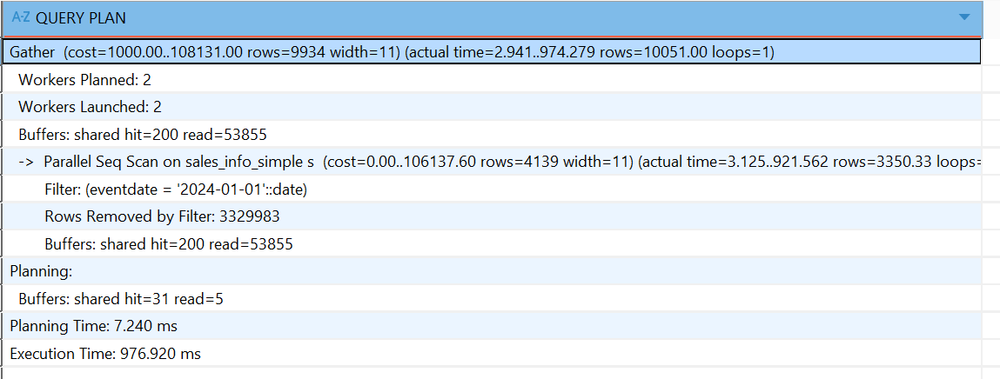 A-Z QUERY PLAN
Gather (cost=1000.00..108131.00 rows=9934 width=11) (actual time=2.941..974.279 rows=10051.00 loops=1)
Workers Planned: 2
Workers Launched: 2
Buffers: shared hit=200 read=53855
-> Parallel Seq Scan on sales_info_simple s (cost=0.00..106137.60 rows=4139 width=11) (actual time=3.125..921.562 rows=3350.33 loops=
Filter: (eventdate = '2024-01-01'::date)
Rows Removed by Filter: 3329983
Buffers: shared hit=200 read=53855
Planning:
Buffers: shared hit=31 read=5
Planning Time: 7.240 ms
Execution Time: 976.920 ms